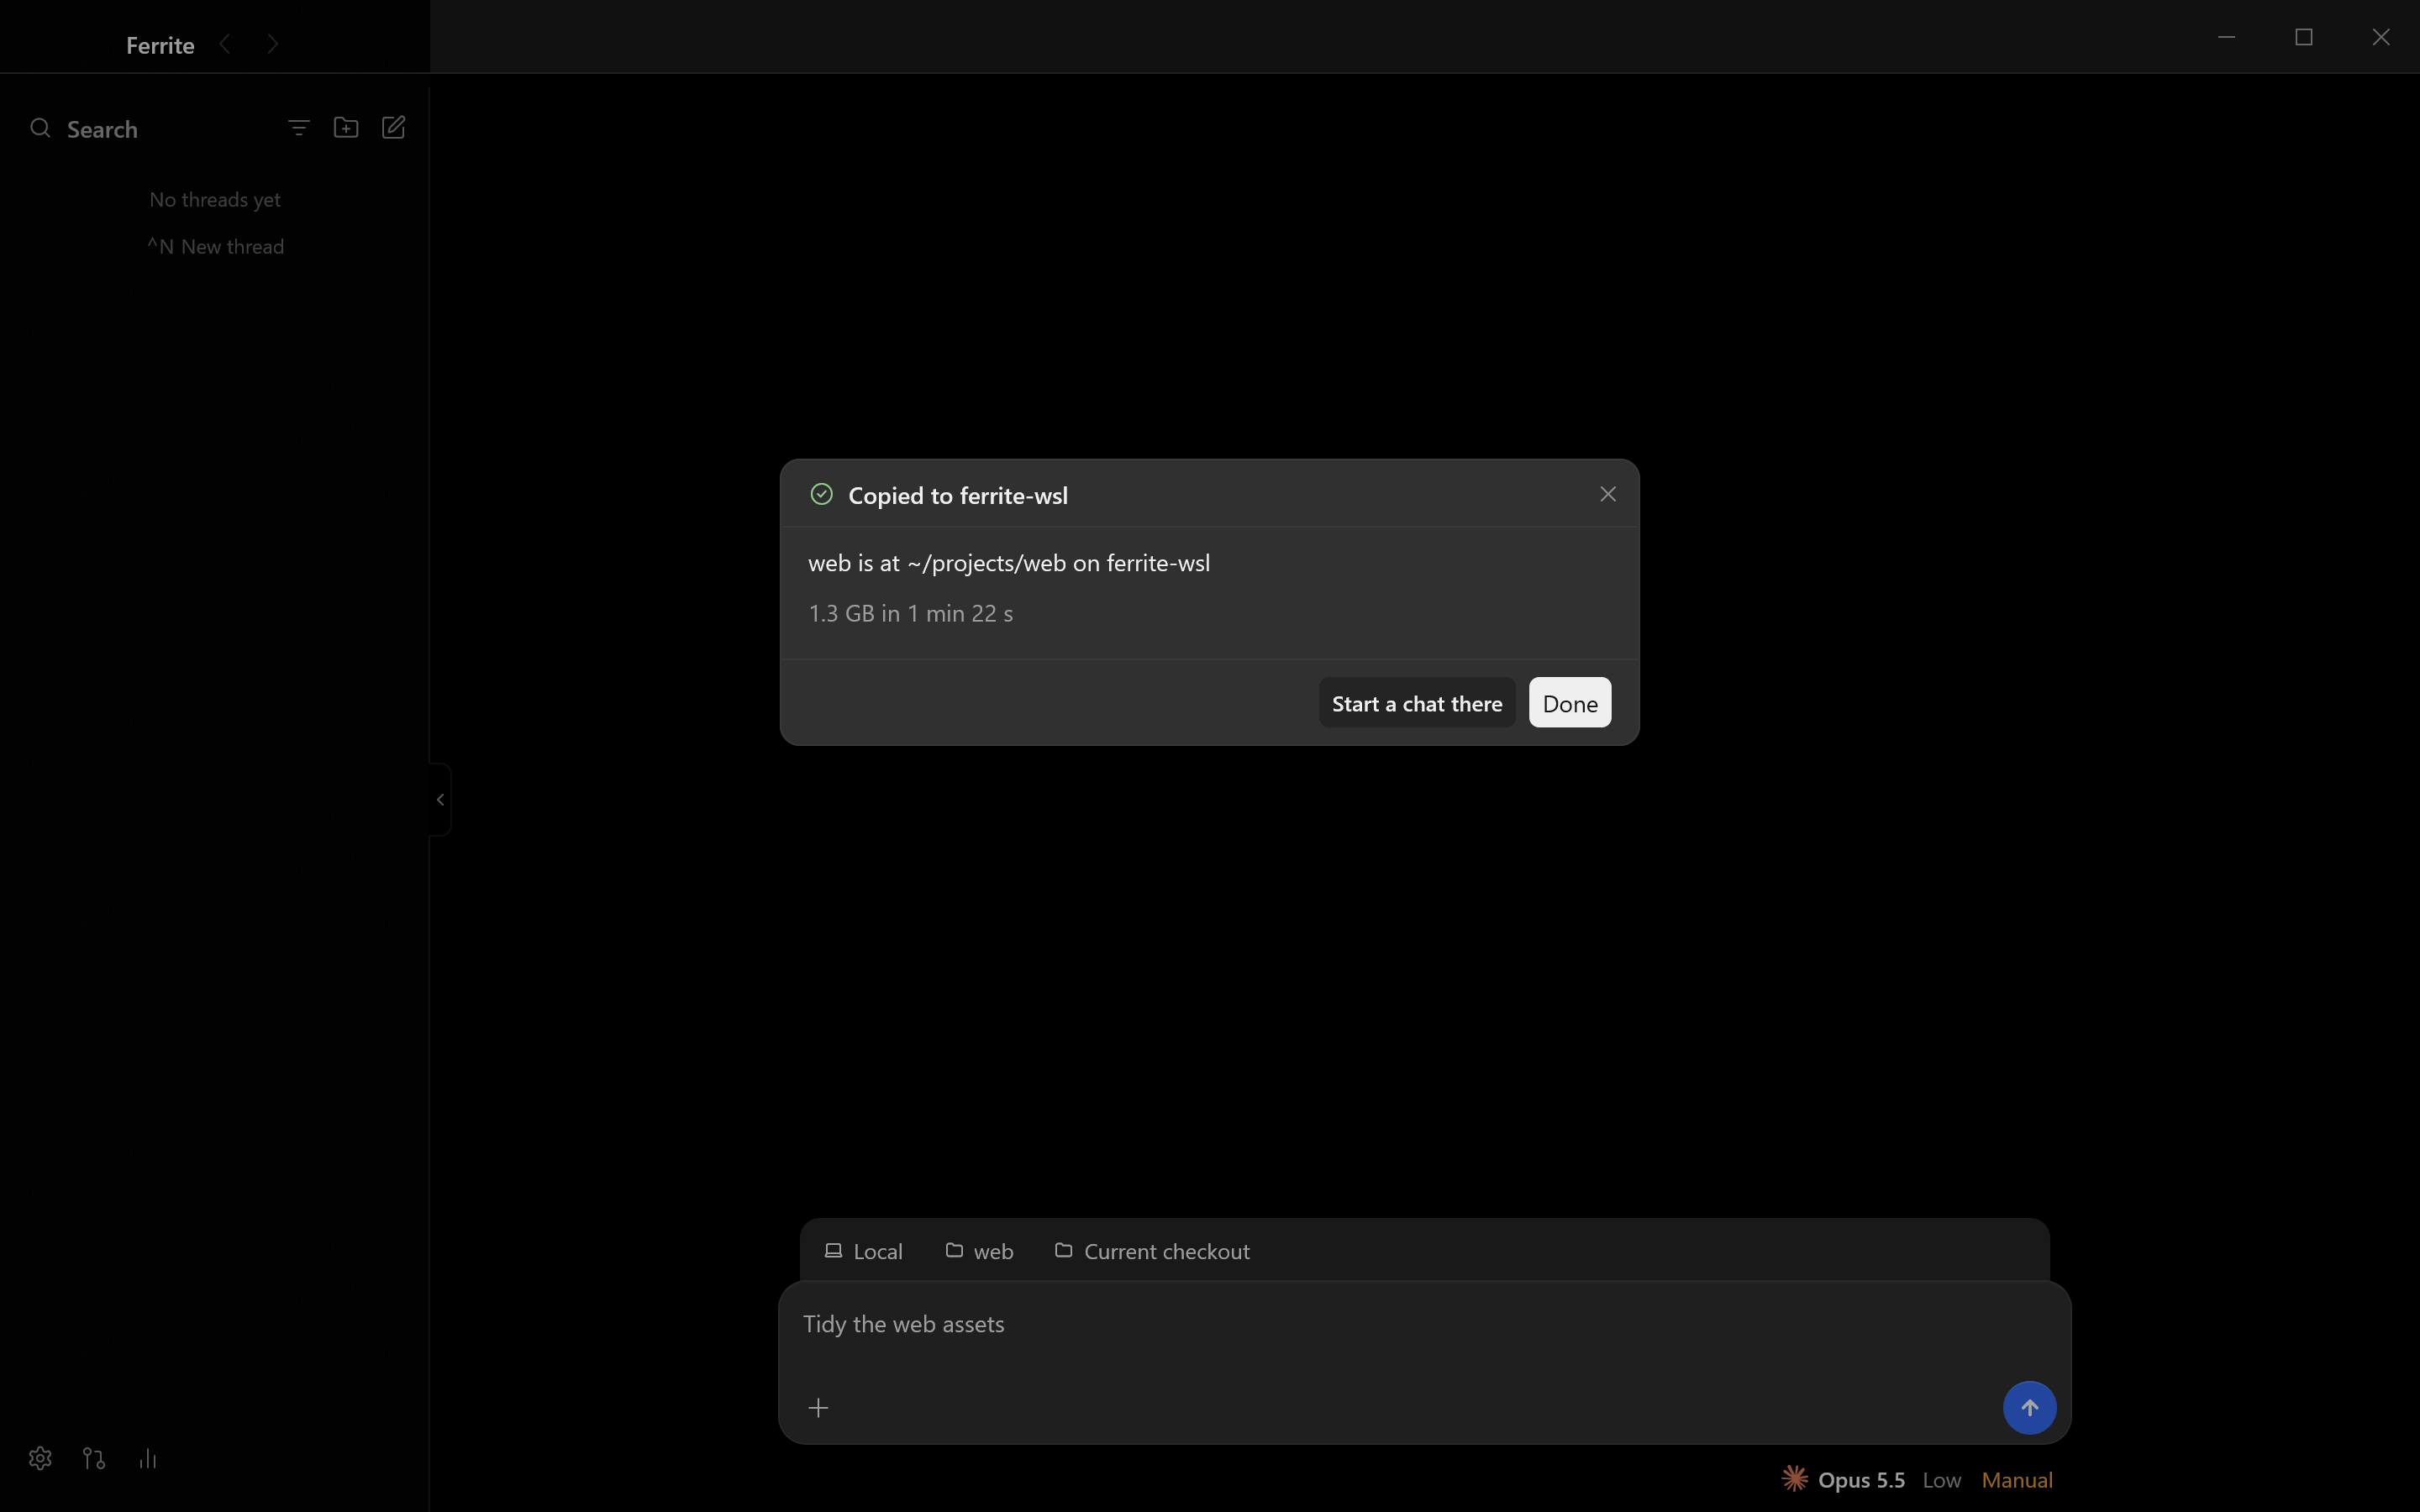 Ferrite
Search
No threads yet
^N New thread
Copied to ferrite-wsl
web is at ~/projects/web on ferrite-wsl
1.3 GB in 1 min 22 s
Start a chat there Done
Local web Current checkout
Tidy the web assets
Opus 5.5 Low Manual